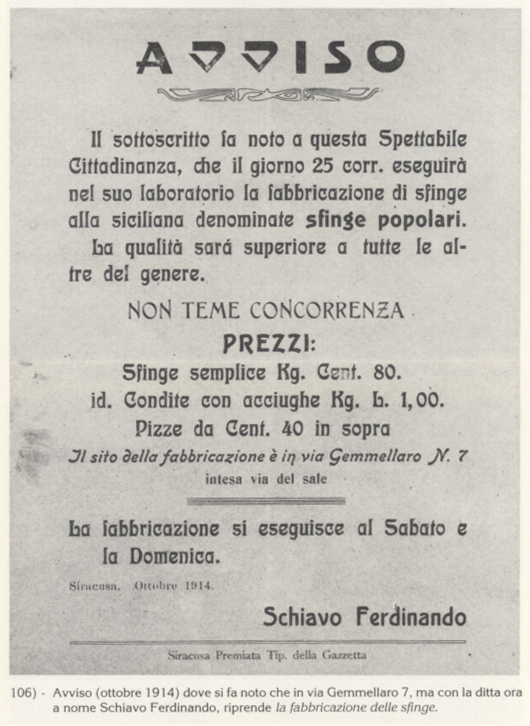 AVVISO
Il sottoscritto fa noto a questa Spettabile
Cittadinanza, che il giorno 25 corr. eseguirà
nel suo laboratorio la fabbricazione di sfinge
alla siciliana denominate sfinge popolari.
La qualità sará superiore a tutte le al-
tre del genere.
NON TEME CONCORRENZA
PREZZI:
Sfinge semplice Kg. Cent. 80.
id. Condite con acciughe Kg. L. 1,00.
Pizze da Cent. 40 in sopra
Il sito della fabbricazione è in via Gemmellaro N. 7
intesa via del sale
La fabbricazione si eseguisce al Sabato e
la Domenica.
Siracusa, Ottobre 1914.
Schiavo Ferdinando
Siracusa Premiata Tip. della Gazzetta
106) - Avviso (ottobre 1914) dove si fa noto che in via Gemmellaro 7, ma con la ditta ora
a nome Schiavo Ferdinando, riprende la fabbricazione delle sfinge.